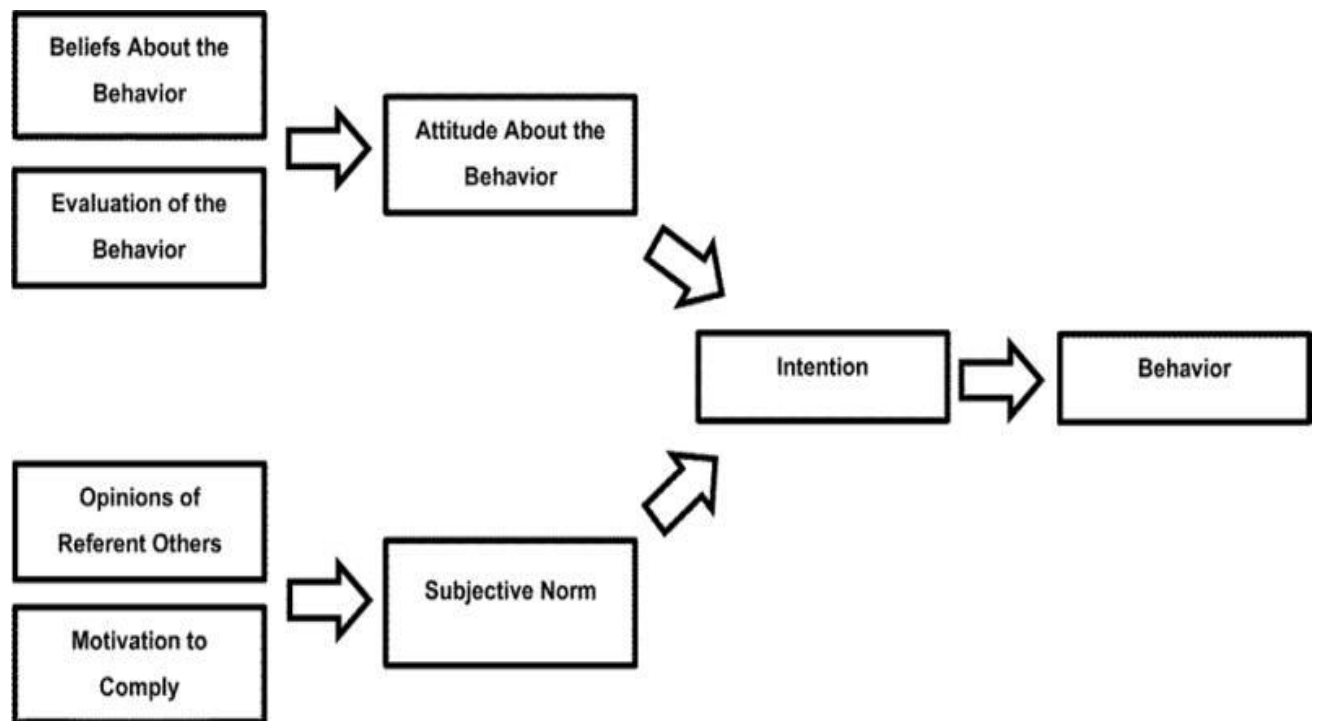 Beliefs About the
Behavior
Evaluation of the
Behavior
Attitude About the
Behavior
Opinions of
Referent Others
Motivation to
Comply
Subjective Norm
Intention
Behavior